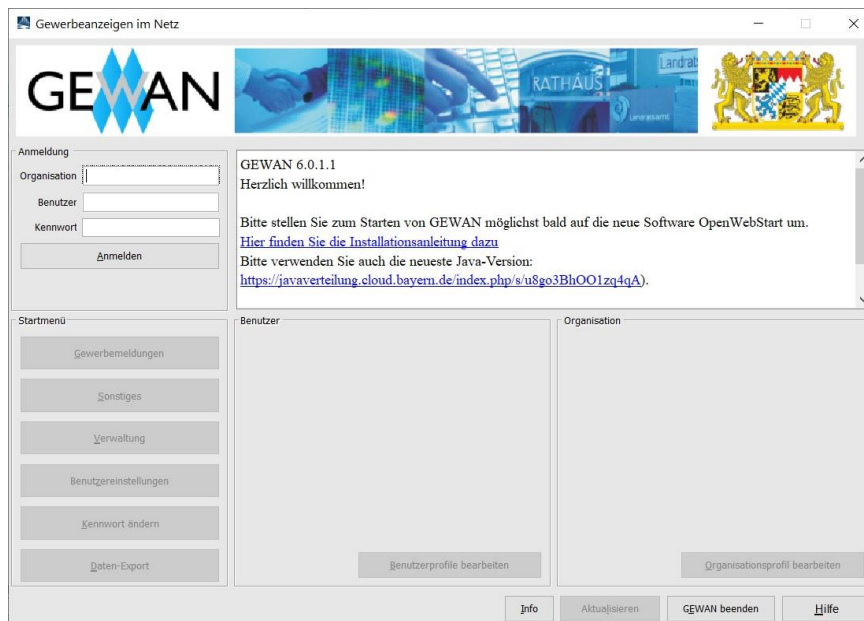 Gewerbeanzeigen im Netz
GEWAN
RATHAUS
Landrats
Landratsamt
Anmeldung
Organisation
Benutzer
Kennwort
Anmelden
GEWAN 6.0.1.1
Herzlich willkommen!
Bitte stellen Sie zum Starten von GEWAN möglichst bald auf die neue Software OpenWebStart um.
Hier finden Sie die Installationsanleitung dazu
Bitte verwenden Sie auch die neueste Java-Version:
https://javaverteilung.cloud.bayern.de/index.php/s/u8go3BhOO1zq4qA).
Startmenü
Gewerbemeldungen
Sonstiges
Verwaltung
Benutzereinstellungen
Kennwort ändern
Daten-Export
Benutzer
Benutzerprofile bearbeiten
Organisation
Organisationsprofil bearbeiten
Info
Aktualisieren
GEWAN beenden
Hilfe